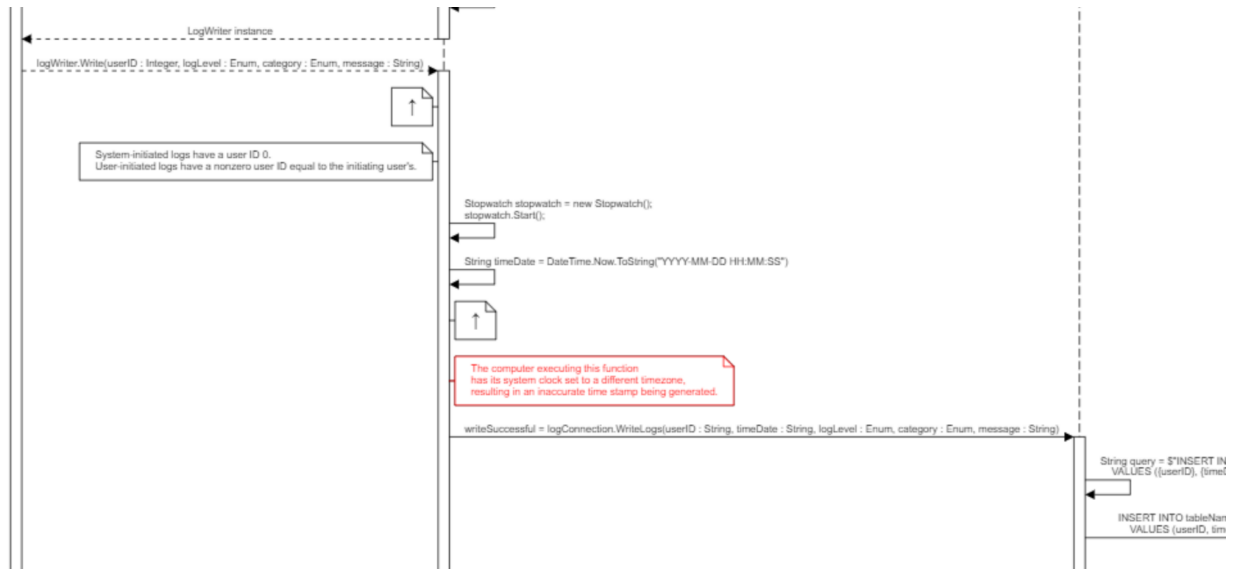 LogWriter instance
logWriter.Write(userID : Integer, logLevel : Enum, category : Enum, message : String)
↑
System-initiated logs have a user ID 0.
User-initiated logs have a nonzero user ID equal to the initiating user's.
Stopwatch stopwatch = new Stopwatch();
stopwatch.Start();
String timeDate = DateTime.Now.ToString("YYYY-MM-DD HH:MM:SS")
↑
The computer executing this function
has its system clock set to a different timezone,
resulting in an inaccurate time stamp being generated.
writeSuccessful = logConnection.WriteLogs(userID : String, timeDate : String, logLevel : Enum, category : Enum, message : String)
String query = $"INSERT IN
VALUES ({userID}, {time
INSERT INTO tableNam
VALUES (userID, tim